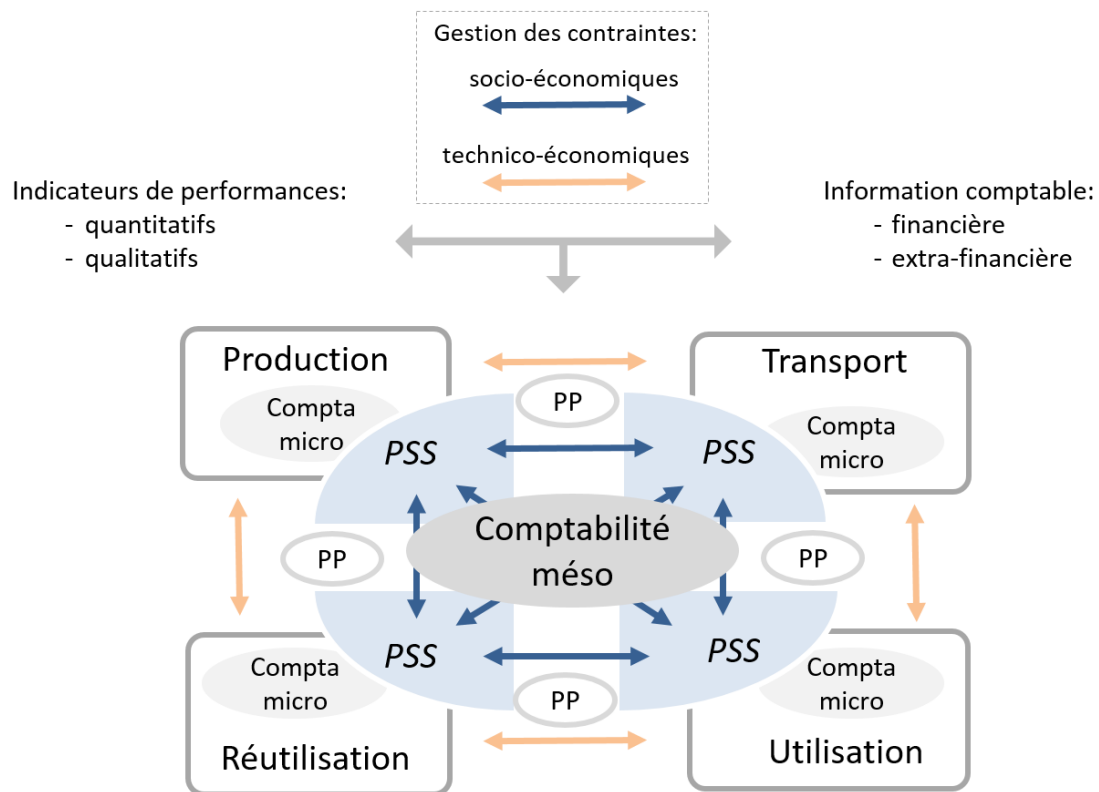 Gestion des contraintes:
socio-économiques
technico-économiques
Indicateurs de performances:
- quantitatifs
- qualitatifs
Information comptable:
- financière
- extra-financière
Production
Compta
micro
PSS
PP
Transport
Compta
micro
PSS
PP
Comptabilité
méso
PP
Compta
micro
PSS
Réutilisation
PP
PSS
Compta
micro
Utilisation